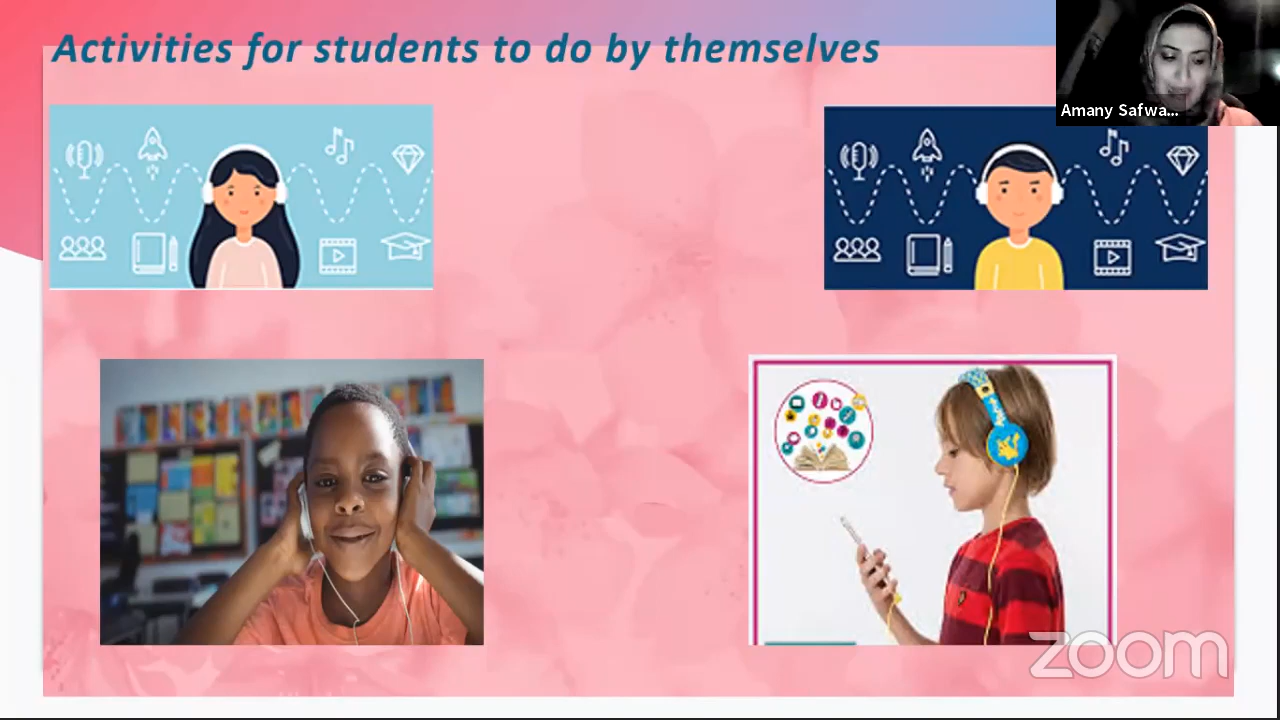 Activities for students to do by themselves
Amany Safwa...
zoom